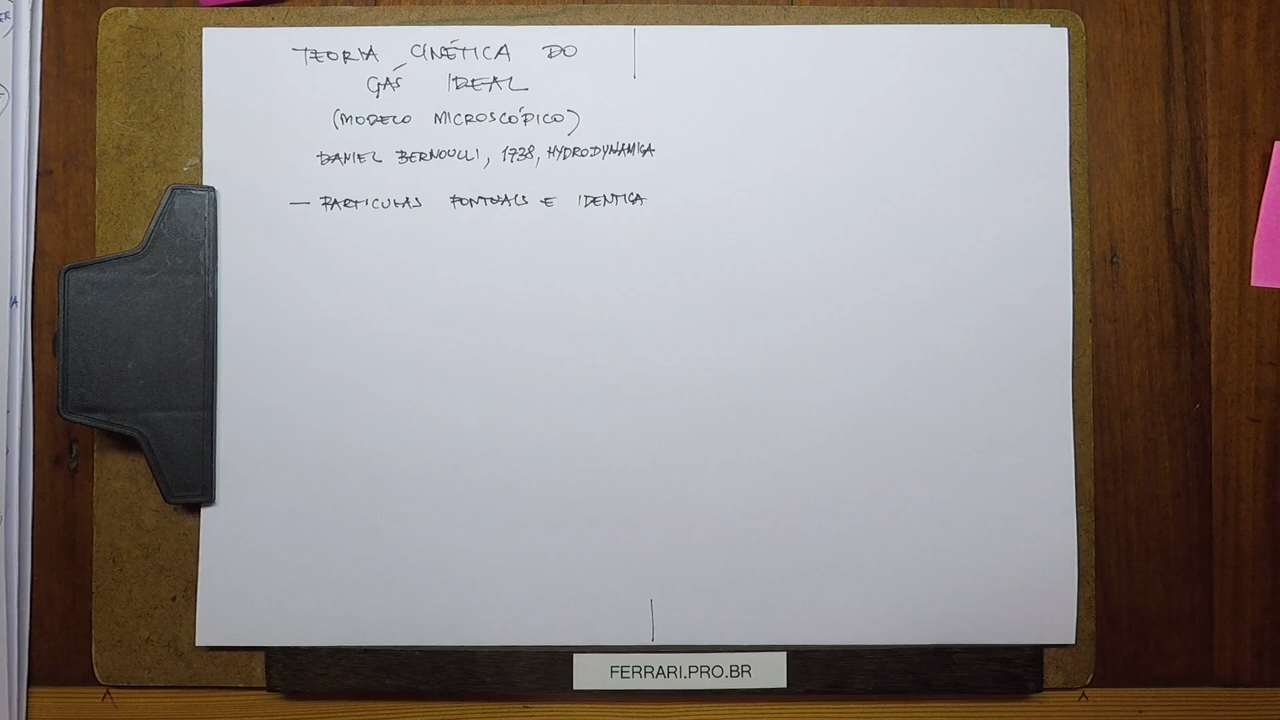 TEORIA CINÉTICA DO
GÁS IDEAL
(MODELO MICROSCÓPICO)
DANIEL BERNOULLI, 1738, HYDRODYNAMICA
— PARTICULAS PONTUAIS E IDENTICA
FERRARI.PRO.BR